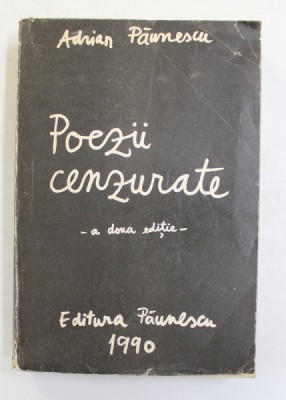 Adrian Păunescu
Poezii
cenzurate
- a doua ediție -
Editura Păunescu
1990